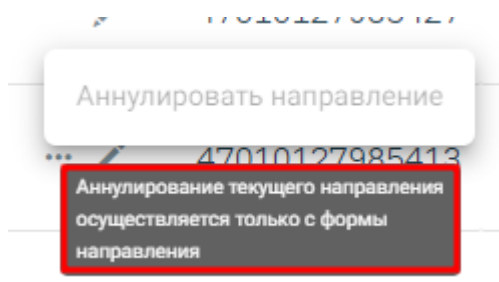 Аннулировать направление
47010127985413
Аннулирование текущего направления
осуществляется только с формы
направления